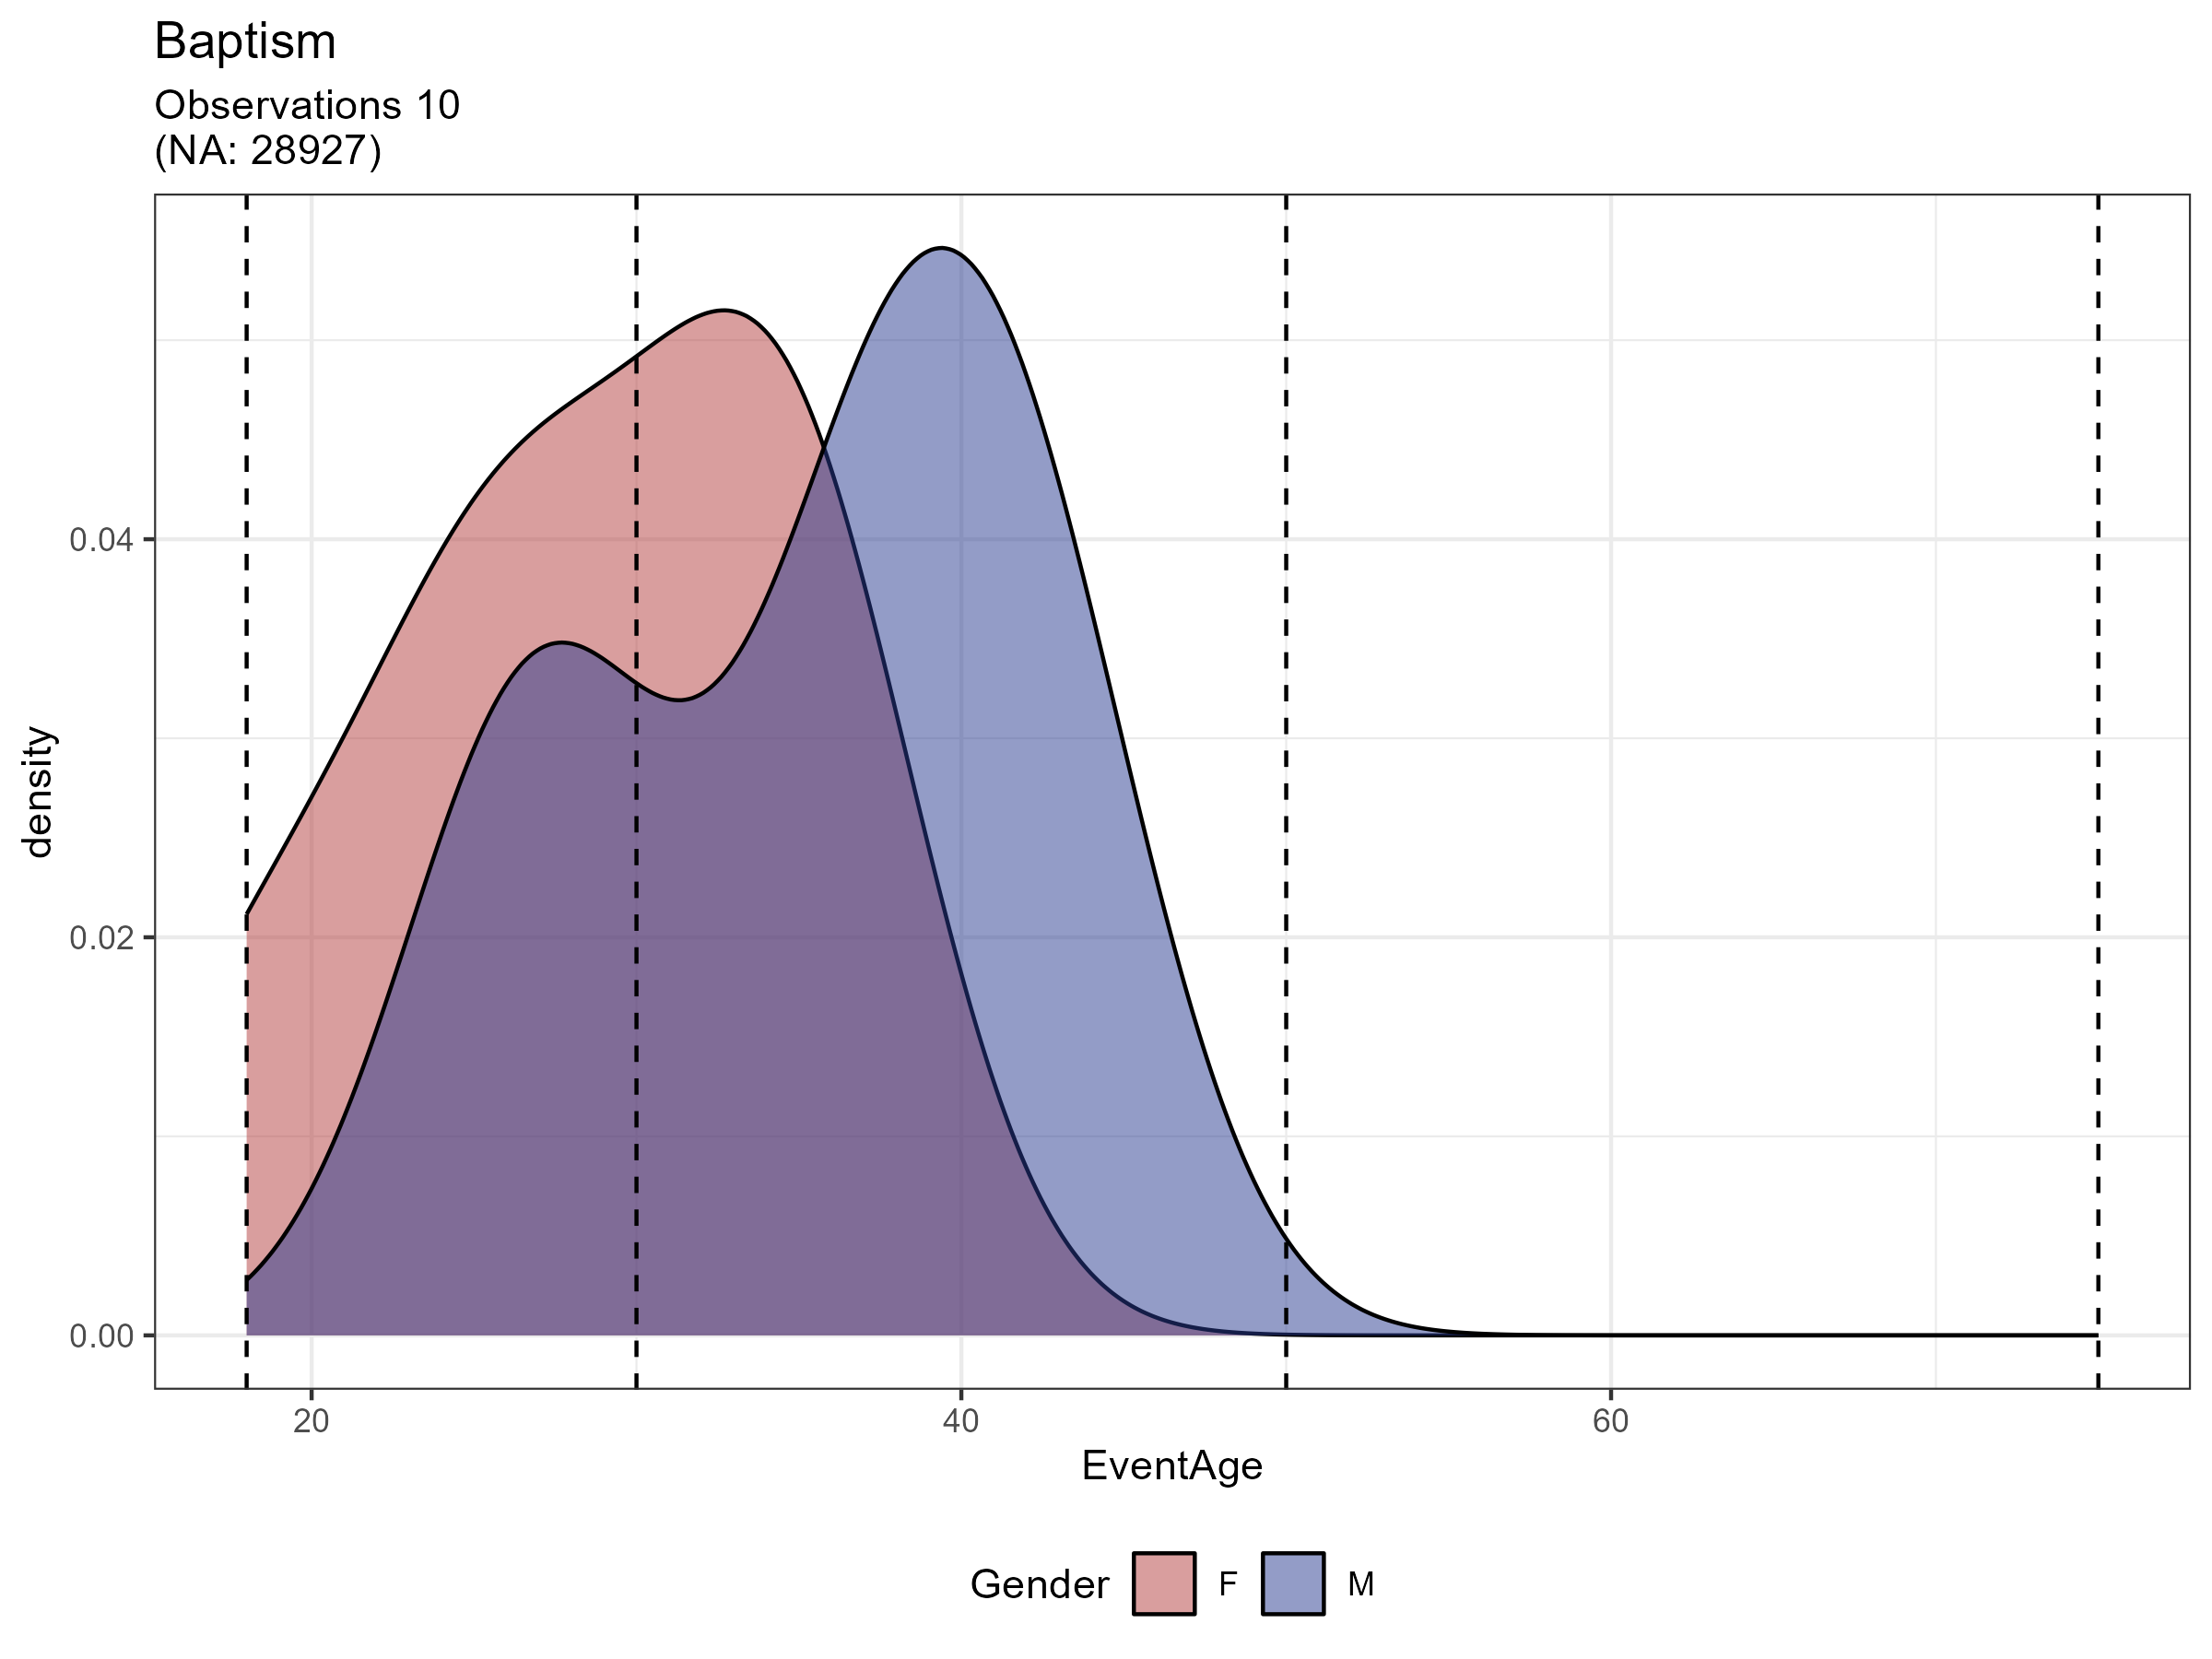 Baptism
Observations 10
(NA: 28927)
density
0.04
0.02
0.00
20 40 60
EventAge
Gender F M